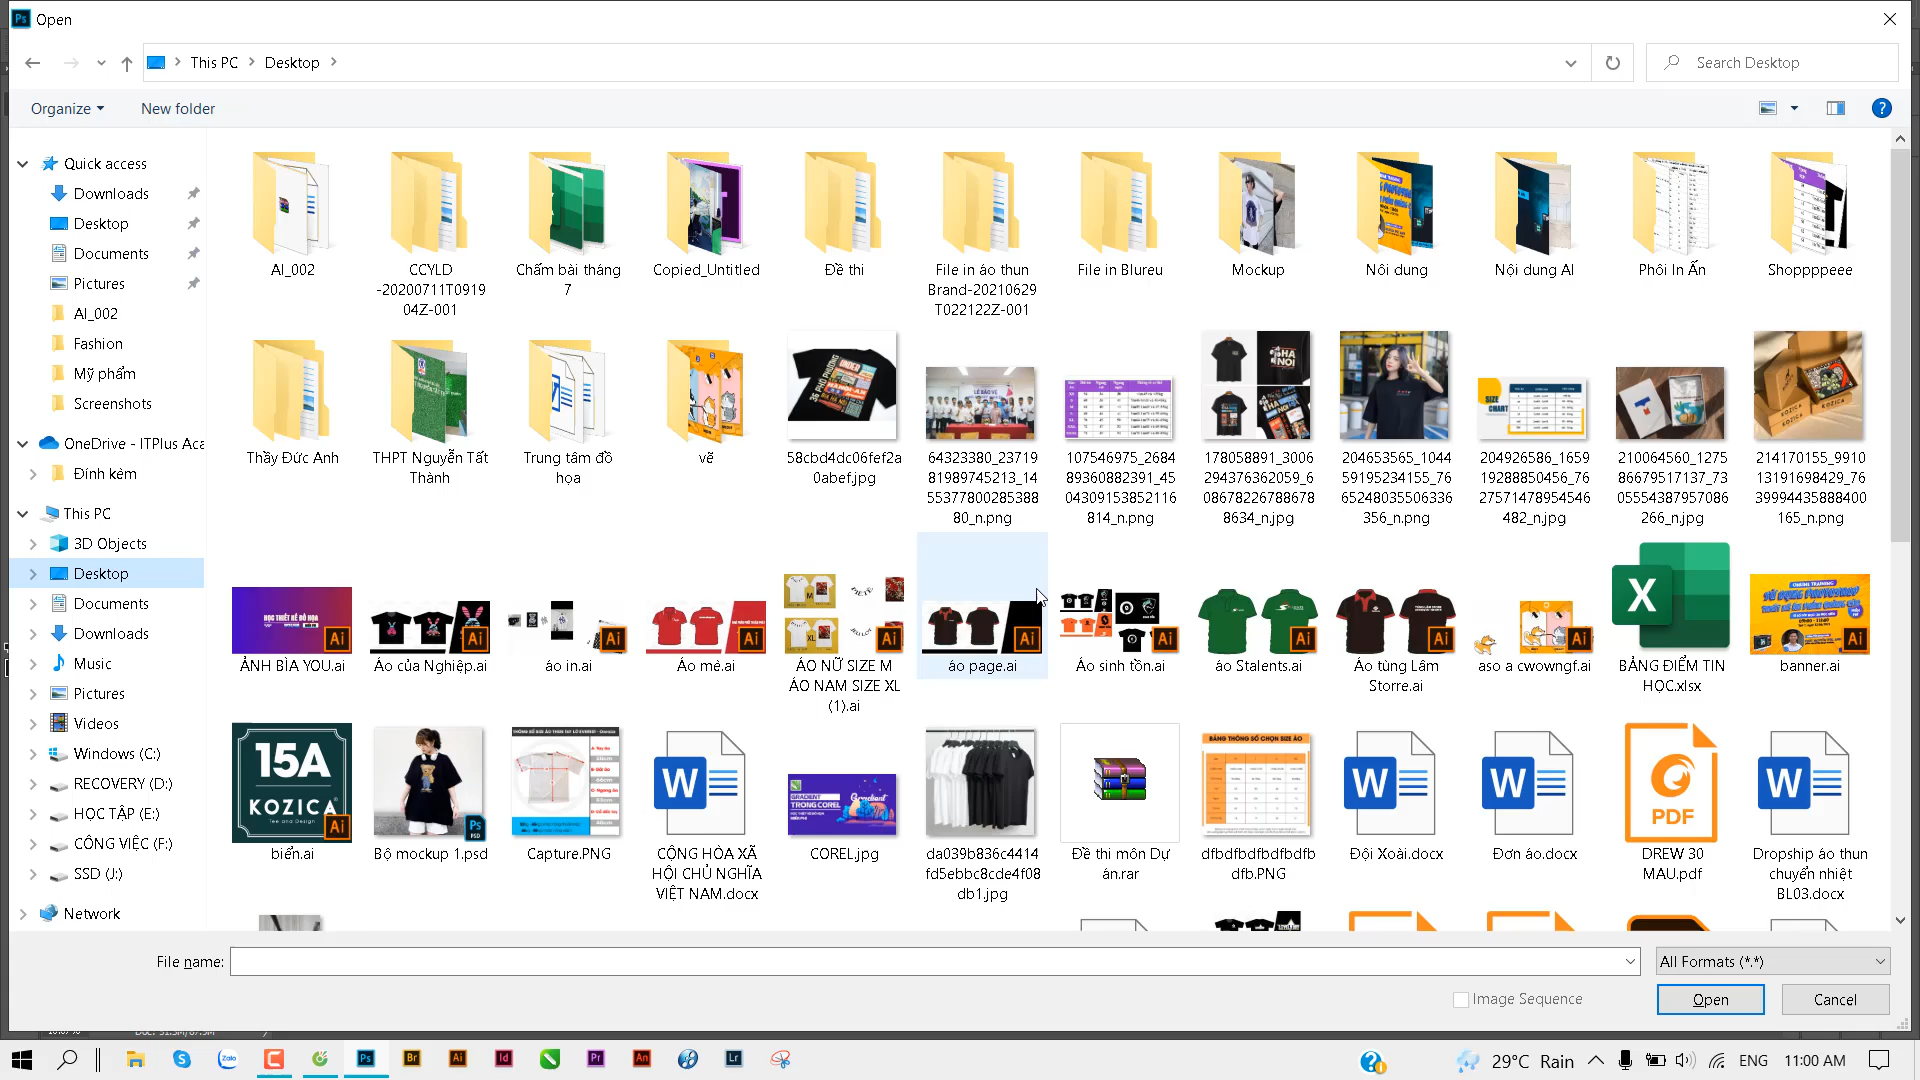 Open
This PC
Desktop
Search Desktop
Organize
New folder
Quick access
Downloads
Desktop
Documents
Pictures
AI_002
Fashion
Mỹ phẩm
Screenshots
OneDrive - ITPlus Aca
Đính kèm
This PC
3D Objects
Desktop
Documents
Downloads
Music
Pictures
Videos
Windows (C:)
RECOVERY (D:)
HỌC TẬP (E:)
CÔNG VIỆC (F:)
SSD (J:)
Network
AI_002
CCYLD
-20200711T0919
04Z-001
Chấm bài tháng
7
Copied_Untitled
Đề thi
File in áo thun
Brand-20210629
T022122Z-001
File in Blureu
Mockup
Nôi dung
Nội dung AI
Phôi In Ấn
Shoppppeee
Thầy Đức Anh
THPT Nguyễn Tất
Thành
Trung tâm đồ
họa
vẽ
58cbd4dc06fef2a
0abef.jpg
64323380_23719
81989745213_14
55377800285388
80_n.png
107546975_2684
89360882391_45
04309153852116
814_n.png
178058891_3006
294376362059_6
08678226788678
8634_n.jpg
204653565_1044
59195234155_76
65248035506336
356_n.png
204926586_1659
19288850456_76
27571478954546
482_n.jpg
210064560_1275
86679517137_73
05554387957086
266_n.jpg
214170155_9910
13191698429_76
39994435888400
165_n.png
ẢNH BÌA YOU.ai
Áo của Nghiệp.ai
áo in.ai
Áo mé.ai
ÁO NỮ SIZE M
ÁO NAM SIZE XL
(1).ai
áo page.ai
Áo sinh tồn.ai
áo Stalents.ai
Áo tùng Lâm
Storre.ai
aso a cwowngf.ai
BẢNG ĐIỂM TIN
HỌC.xlsx
banner.ai
15A
KOZICA
biển.ai
Bộ mockup 1.psd
Capture.PNG
CỘNG HÒA XÃ
HỘI CHỦ NGHĨA
VIỆT NAM.docx
GRADIENT
TRONG COREL
COREL.jpg
da039b836c4414
fd5ebbc8cde4f08
db1.jpg
Đề thi môn Dự
án.rar
BẢNG THÔNG SỐ CHỌN SIZE ÁO
dfbdfbdfbdfbdfb
dfb.PNG
Đội Xoài.docx
Đơn áo.docx
PDF
DREW 30
MAU.pdf
Dropship áo thun
chuyển nhiệt
BL03.docx
File name:
All Formats (*.*)
Image Sequence
Open
Cancel
29°C Rain
ENG
11:00 AM